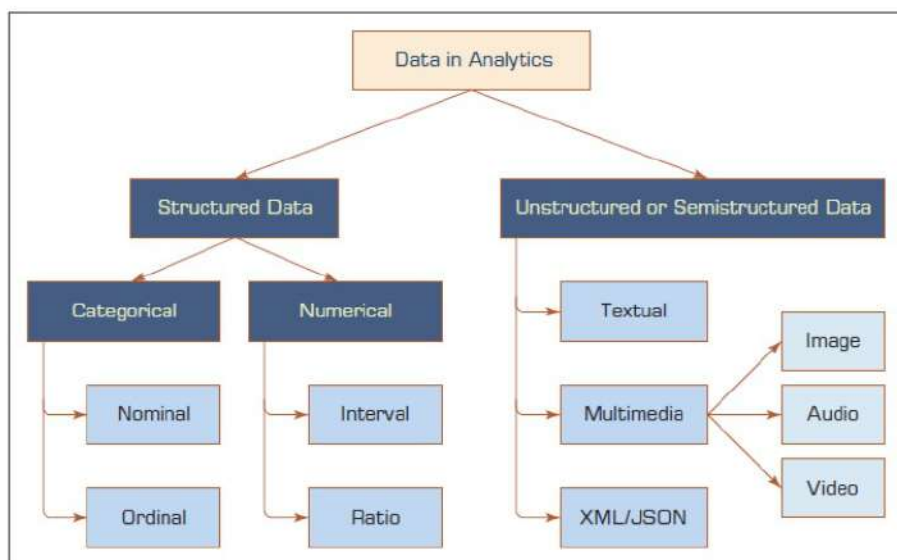 Data in Analytics
Structured Data
Unstructured or Semistructured Data
Categorical
Numerical
Textual
Image
Nominal
Interval
Multimedia
Audio
Ordinal
Ratio
XML/JSON
Video